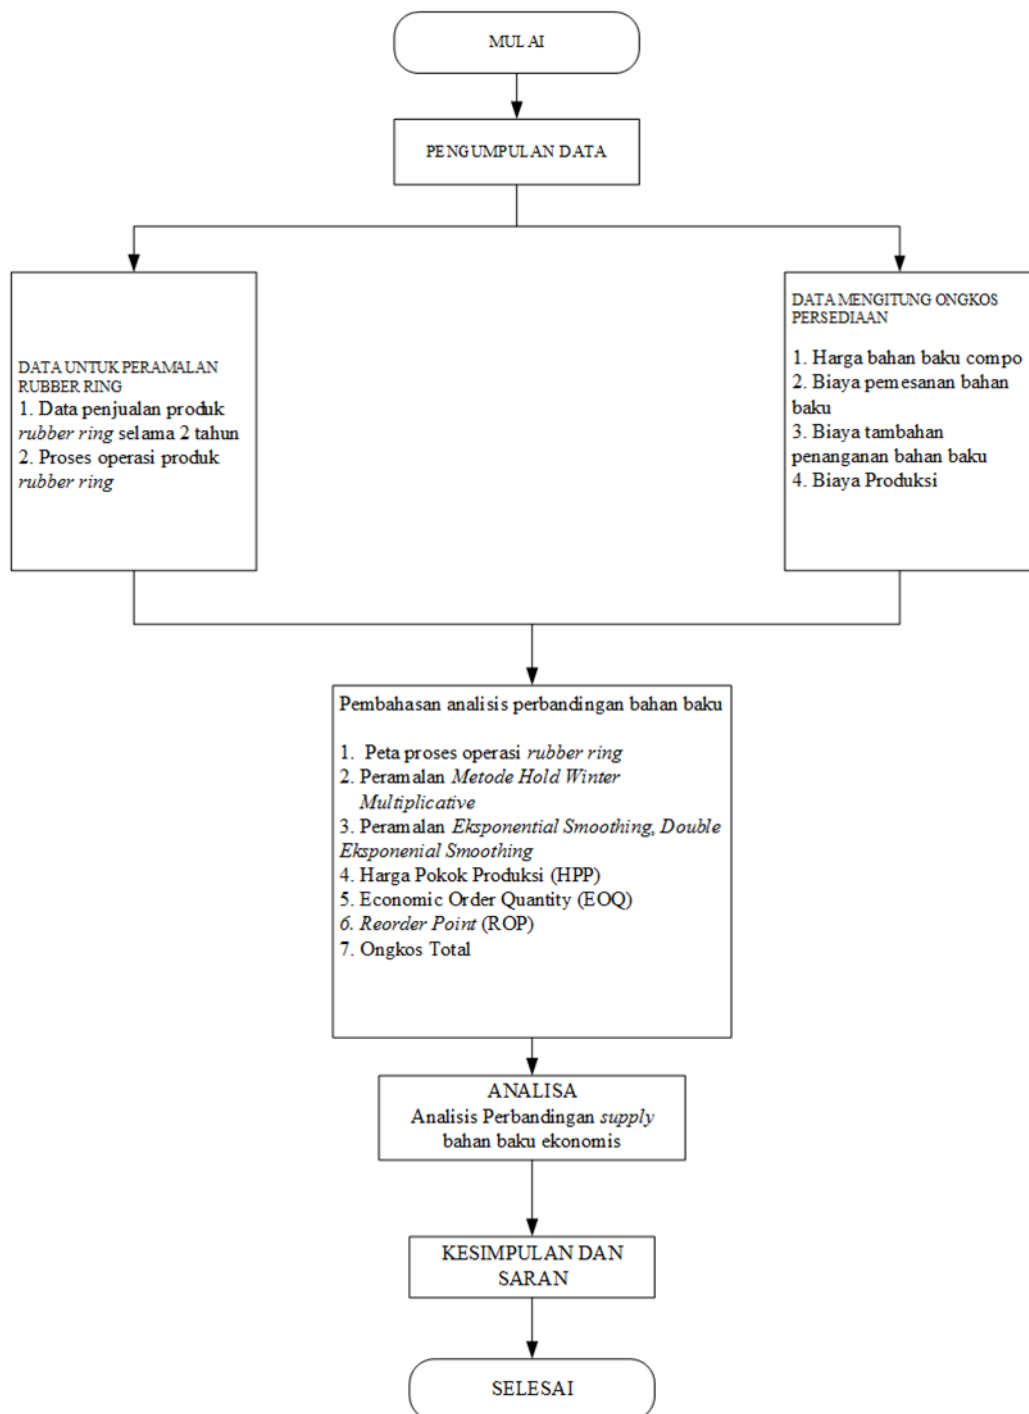 MULAI
PENGUMPULAN DATA
DATA UNTUK PERAMALAN
RUBBER RING
1. Data penjualan produk
rubber ring selama 2 tahun
2. Proses operasi produk
rubber ring
DATA MENGITUNG ONGKOS
PERSEDIAAN
1. Harga bahan baku compo
2. Biaya pemesanan bahan
baku
3. Biaya tambahan
penanganan bahan baku
4. Biaya Produksi
Pembahasan analisis perbandingan bahan baku
1. Peta proses operasi rubber ring
2. Peramalan Metode Hold Winter
Multiplicative
3. Peramalan Eksponential Smoothing, Double
Eksponenial Smoothing
4. Harga Pokok Produksi (HPP)
5. Economic Order Quantity (EOQ)
6. Reorder Point (ROP)
7. Ongkos Total
ANALISA
Analisis Perbandingan supply
bahan baku ekonomis
KESIMPULAN DAN
SARAN
SELESAI